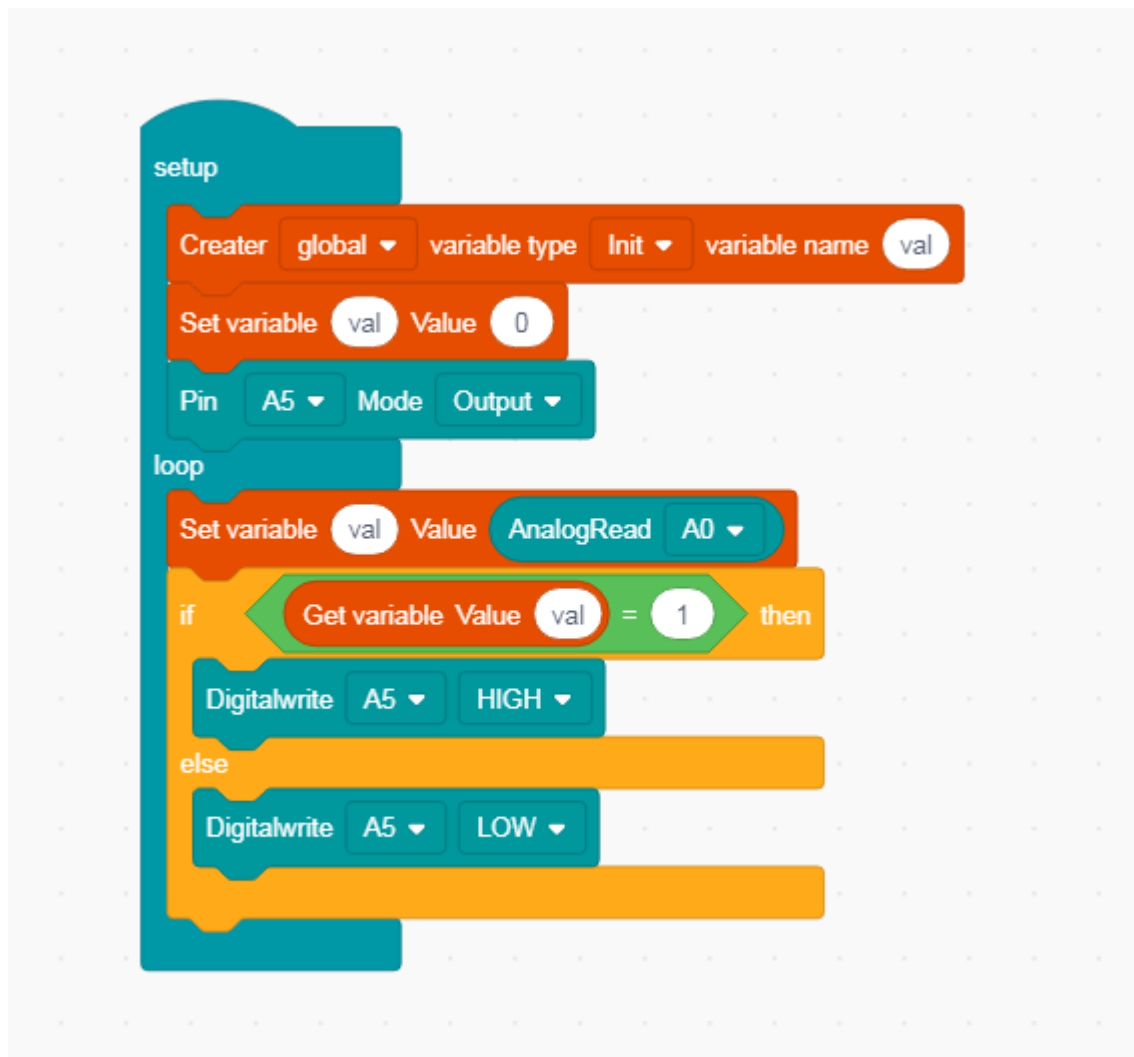 setup
Creater global variable type Init variable name val
Set variable val Value 0
Pin A5 Mode Output
loop
Set variable val Value AnalogRead A0
if Get variable Value val = 1 then
Digitalwrite A5 HIGH
else
Digitalwrite A5 LOW